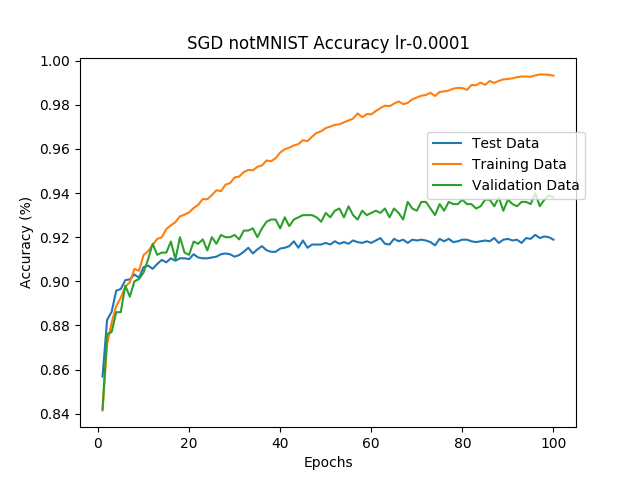 SGD notMNIST Accuracy lr-0.0001
1.00
0.98
0.96
0.94
0.92
0.90
0.88
0.86
0.84
Accuracy (%)
Test Data
Training Data
Validation Data
0 20 40 60 80 100
Epochs